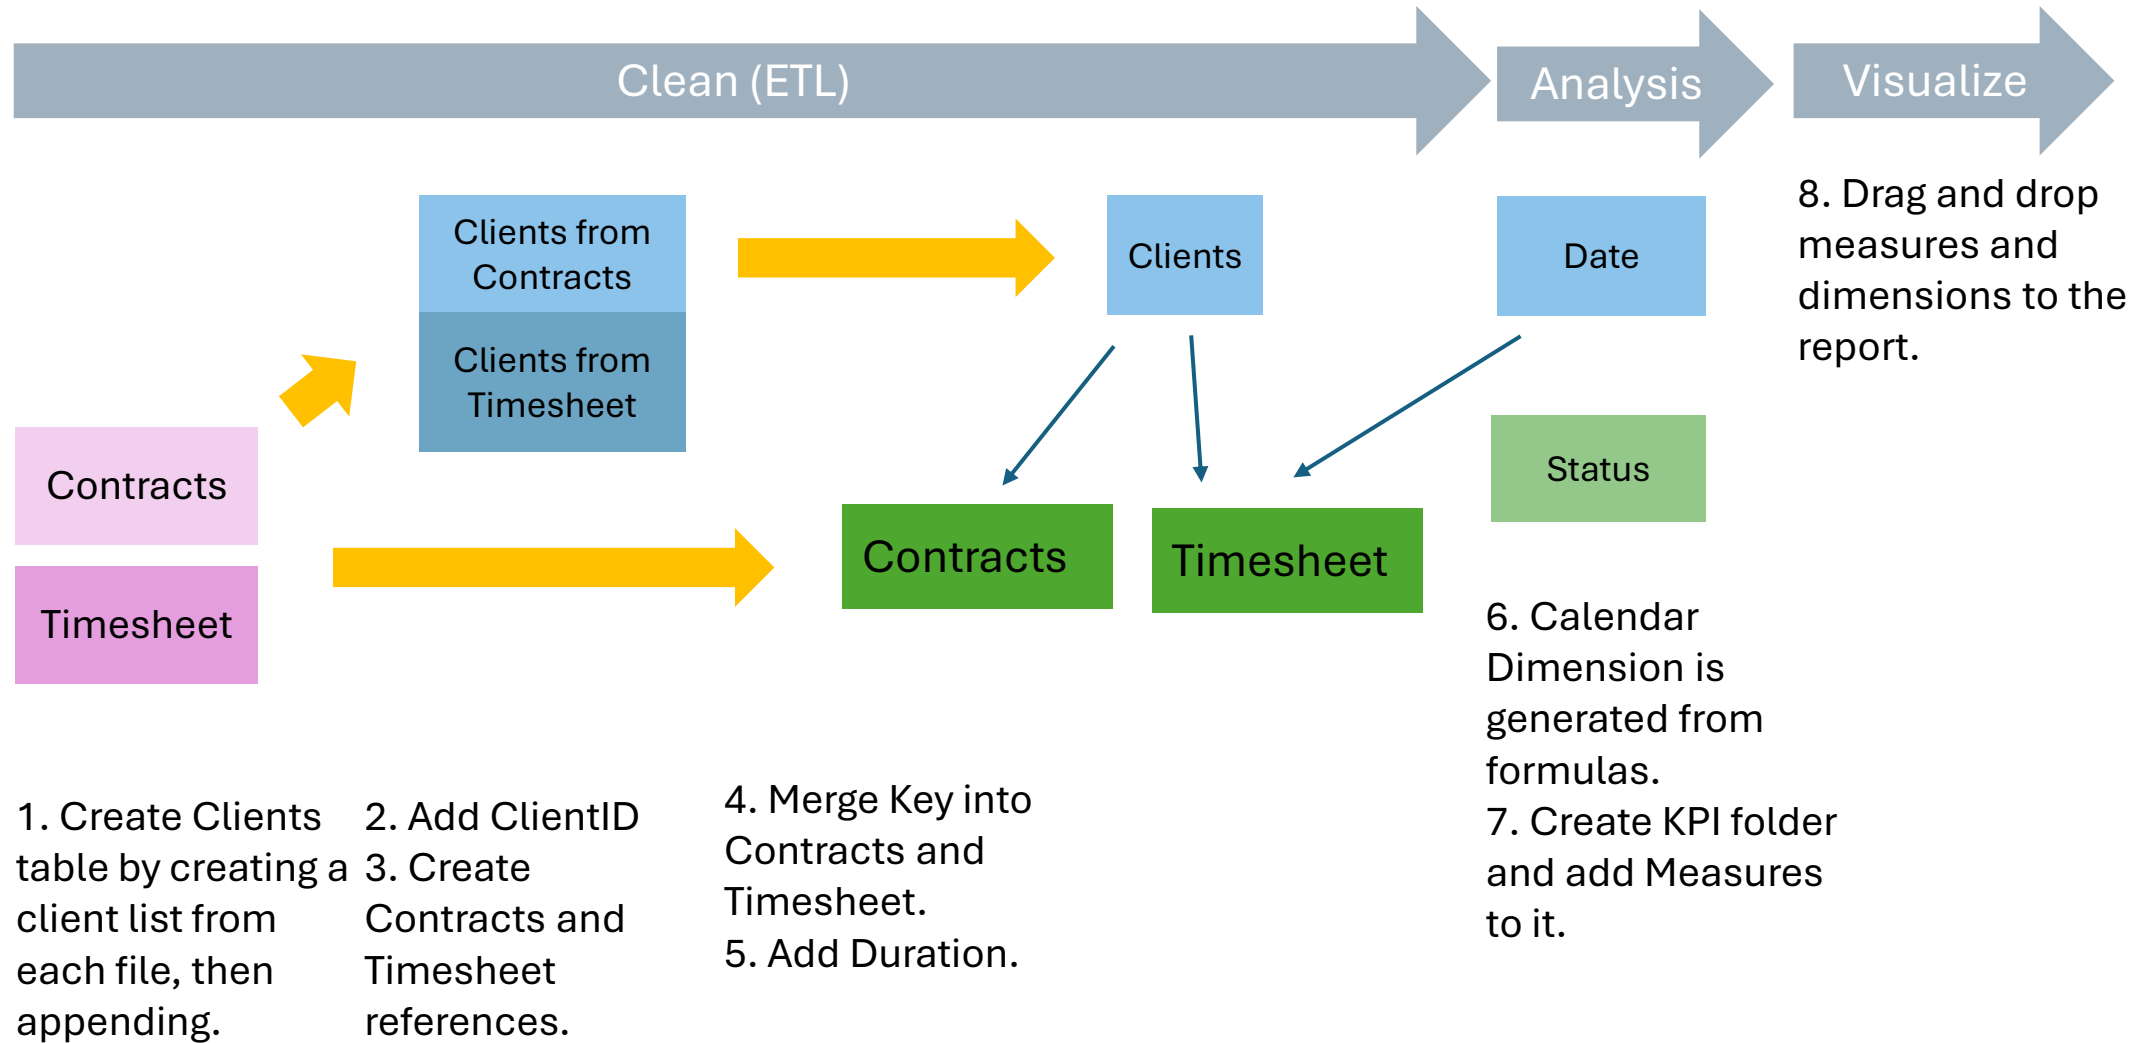 Clean (ETL)
Analysis
Visualize
Clients from
Contracts
Clients from
Timesheet
Clients
Date
8. Drag and drop
measures and
dimensions to the
report.
Contracts
Timesheet
Contracts
Timesheet
Status
1. Create Clients
table by creating a
client list from
each file, then
appending.
2. Add ClientID
3. Create
Contracts and
Timesheet
references.
4. Merge Key into
Contracts and
Timesheet.
5. Add Duration.
6. Calendar
Dimension is
generated from
formulas.
7. Create KPI folder
and add Measures
to it.